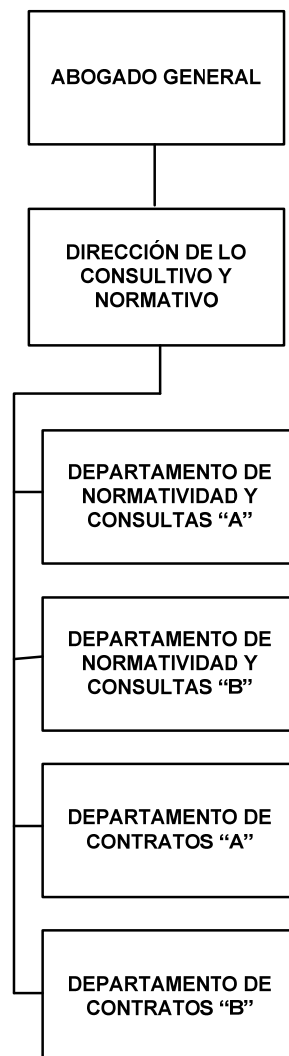 ABOGADO GENERAL
DIRECCIÓN DE LO
CONSULTIVO Y
NORMATIVO
DEPARTAMENTO DE
NORMATIVIDAD Y
CONSULTAS “A”
DEPARTAMENTO DE
NORMATIVIDAD Y
CONSULTAS “B”
DEPARTAMENTO DE
CONTRATOS “A”
DEPARTAMENTO DE
CONTRATOS “B”